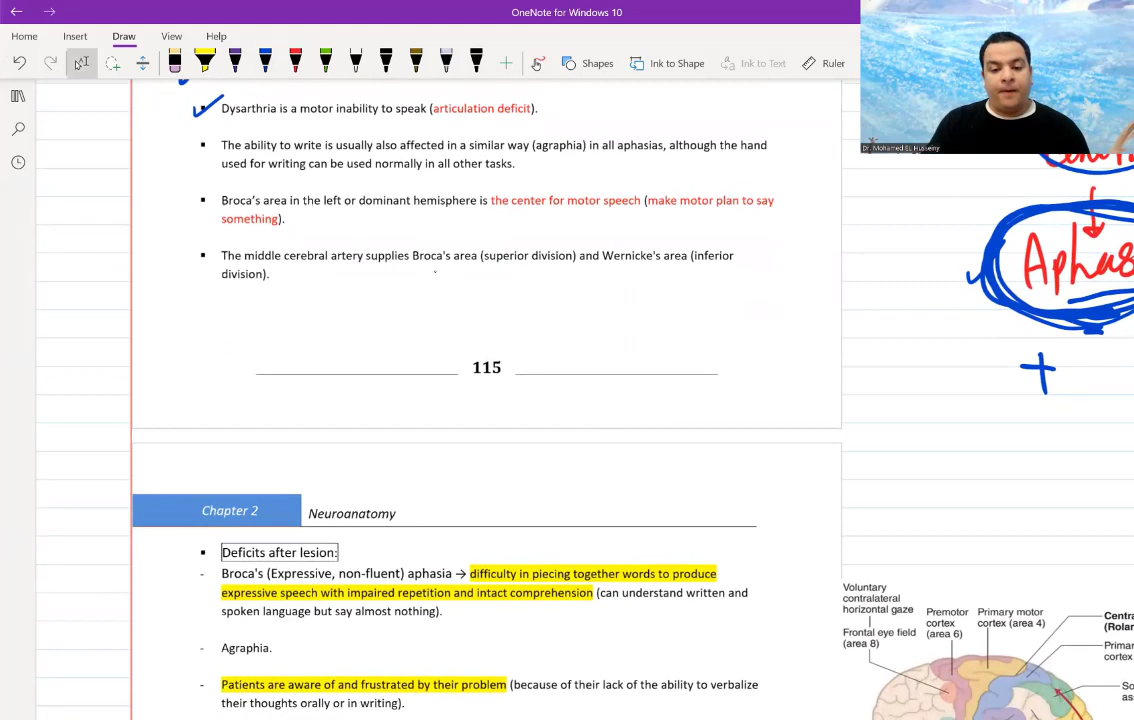 OneNote for Windows 10
Home Insert Draw View Help
Shapes Ink to Shape Ink to Text Ruler
Dr. Mohamed EL Husseiny
Dysarthria is a motor inability to speak (articulation deficit).
The ability to write is usually also affected in a similar way (agraphia) in all aphasias, although the hand
used for writing can be used normally in all other tasks.
Broca's area in the left or dominant hemisphere is the center for motor speech (make motor plan to say
something).
The middle cerebral artery supplies Broca's area (superior division) and Wernicke's area (inferior
division).
Aphas
+
115
Chapter 2 Neuroanatomy
Deficits after lesion:
- Broca's (Expressive, non-fluent) aphasia → difficulty in piecing together words to produce
expressive speech with impaired repetition and intact comprehension (can understand written and
spoken language but say almost nothing).
- Agraphia.
- Patients are aware of and frustrated by their problem (because of their lack of the ability to verbalize
their thoughts orally or in writing).
Voluntary
contralateral
horizontal gaze
Frontal eye field
(area 8)
Premotor
cortex
(area 6)
Primary motor
cortex (area 4)
Centra
(Rolar
Primar
cortex
So
ass